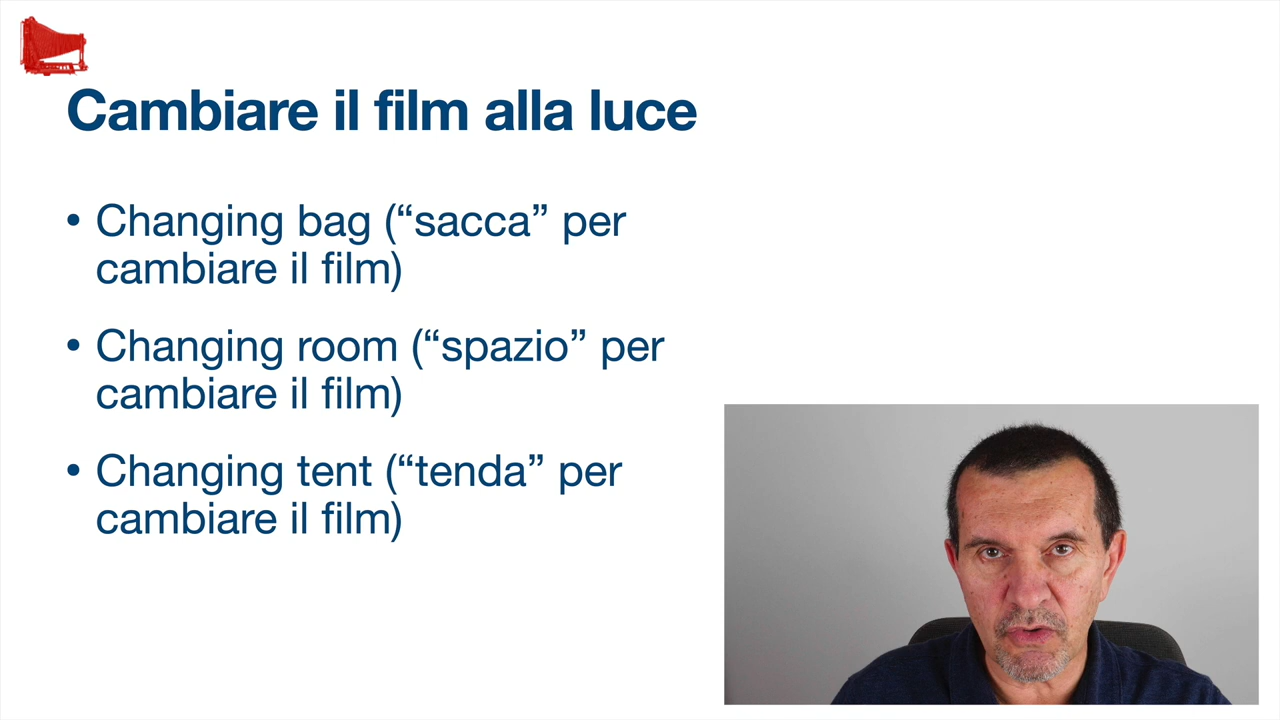 Cambiare il film alla luce
• Changing bag (“sacca” per
cambiare il film)
• Changing room (“spazio” per
cambiare il film)
• Changing tent (“tenda” per
cambiare il film)